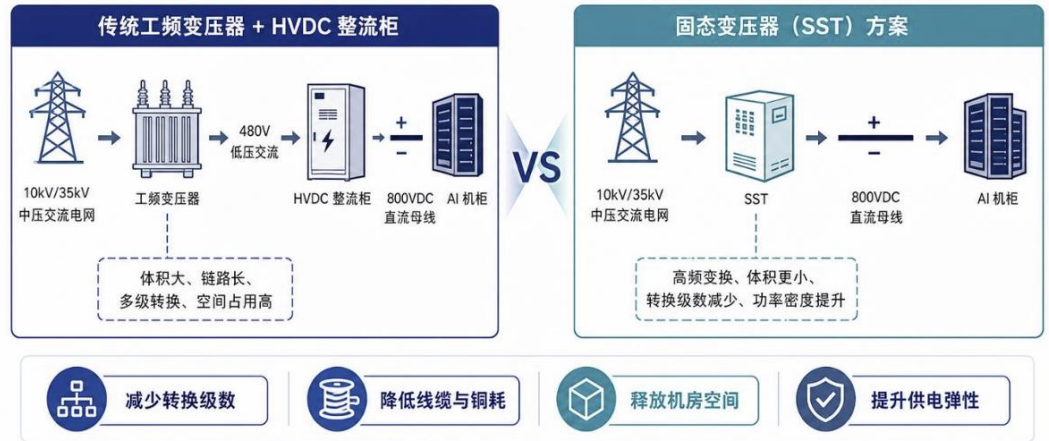 传统工频变压器 + HVDC 整流柜
10kV/35kV
中压交流电网
工频变压器
480V
低压交流
HVDC 整流柜
+
−
800VDC
直流母线
AI 机柜
体积大、链路长、
多级转换、空间占用高
VS
固态变压器（SST）方案
10kV/35kV
中压交流电网
SST
+
−
800VDC
直流母线
AI 机柜
高频变换、体积更小、
转换级数减少、功率密度提升
减少转换级数
降低线缆与铜耗
释放机房空间
提升供电弹性